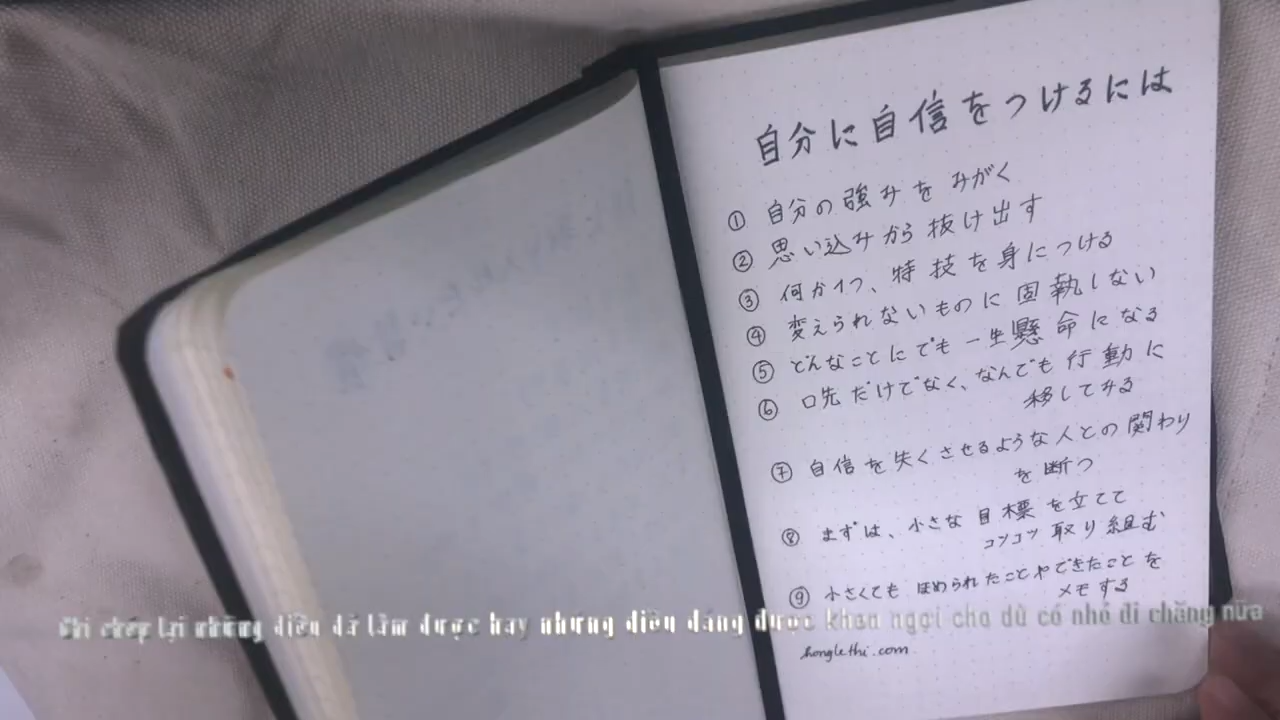 自分に自信をつけるには
① 自分の強みをみがく
② 思い込みから抜け出す
③ 何か1つ、特技を身につける
④ 変えられないものに固執しない
⑤ どんなことにでも一生懸命になる
⑥ 口先だけでなく、なんでも行動に
移してみる
⑦ 自信を失くさせるような人との関わり
を断つ
⑧ まずは、小さな目標を立てて
コツコツ取り組む
⑨ 小さくても ほめられたことやできたことを
メモする
Ghi chép lại những điều đã làm được hay những điều đáng được khen ngợi cho dù có nhỏ đi chăng nữa
honglethi.com